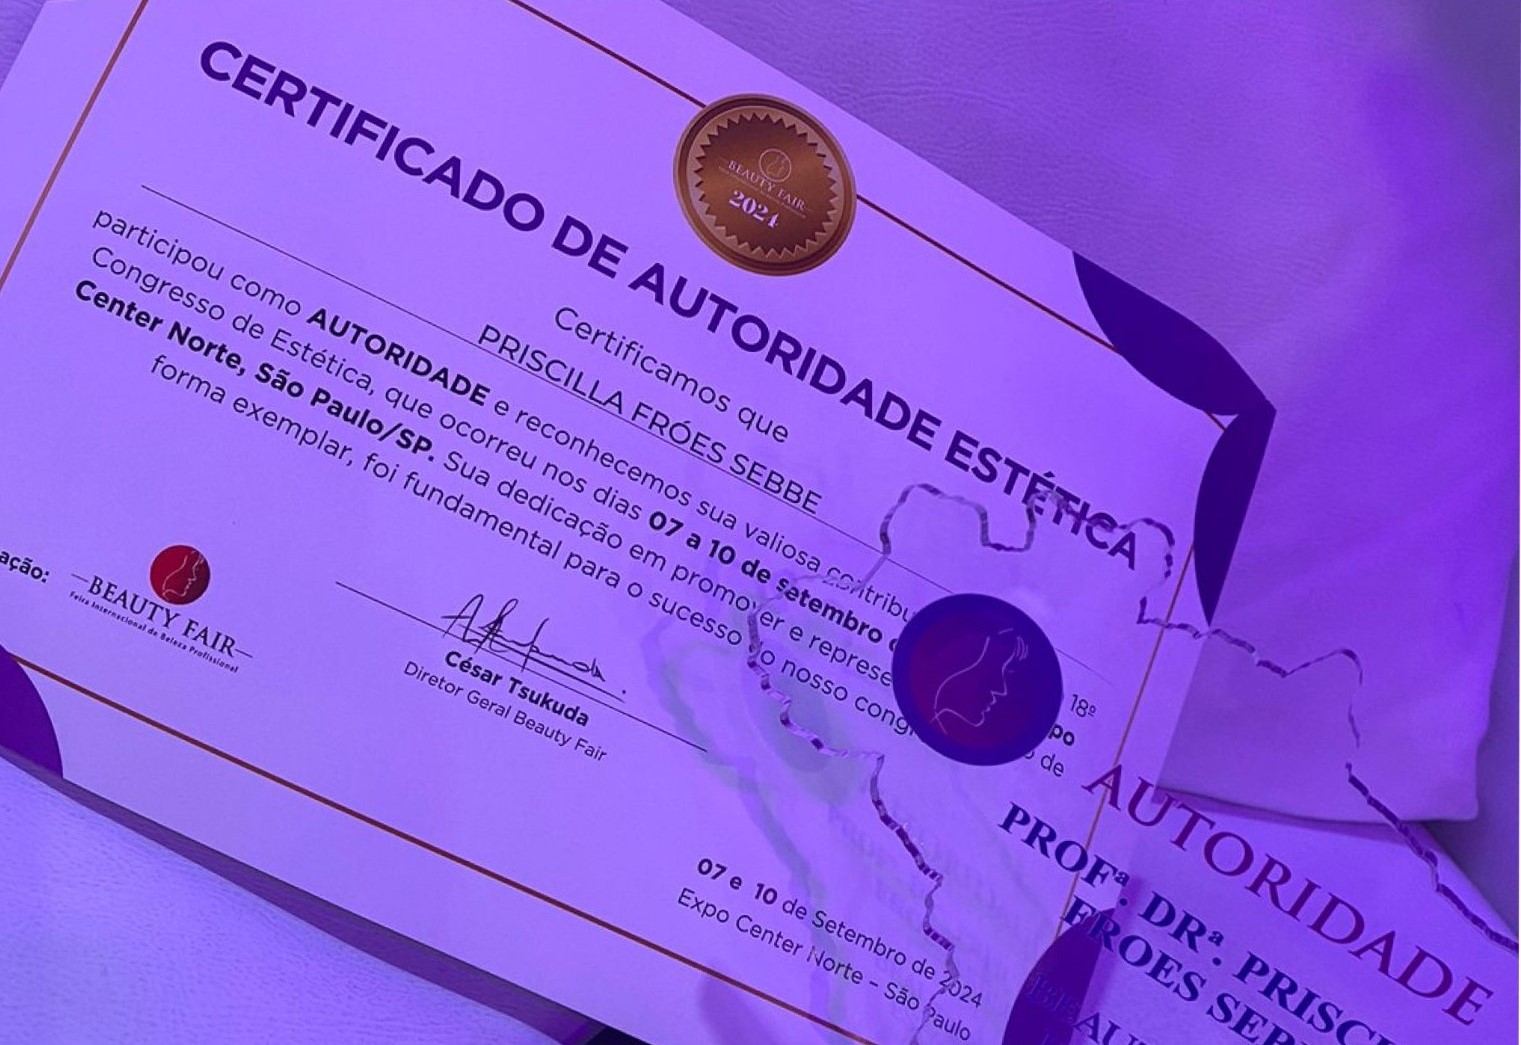 CERTIFICADO DE AUTORIDADE ESTÉTICA
BEAUTY FAIR
2024
Certificamos que
PRISCILLA FRÓES SEBBE
participou como AUTORIDADE e reconhecemos sua valiosa contribu
18º
Congresso de Estética, que ocorreu nos dias 07 a 10 de setembro
Center Norte, São Paulo/SP. Sua dedicação em promover e represe
de
forma exemplar, foi fundamental para o sucesso do nosso cong
ação:
BEAUTY FAIR
Feira Internacional de Beleza Profissional
César Tsukuda
Diretor Geral Beauty Fair
07 e 10 de Setembro de 2024
Expo Center Norte - São Paulo
AUTORIDADE
PROFª. DRª. PRISCI
FROES SEB